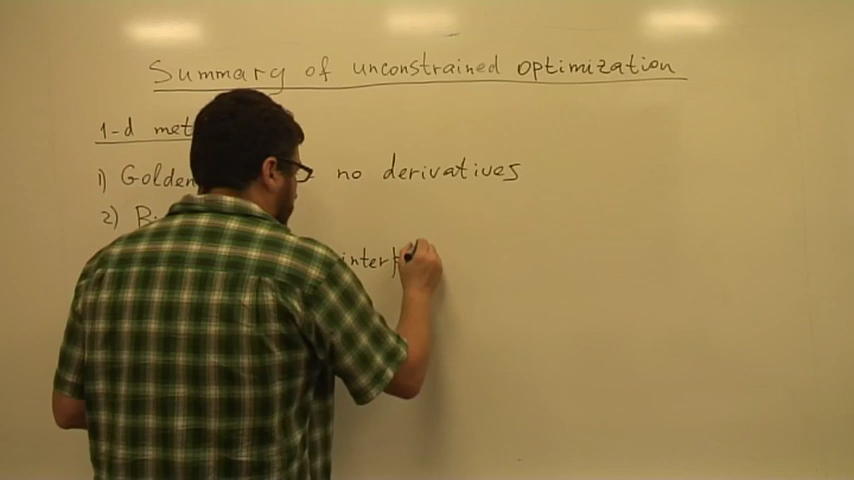 Summary of unconstrained optimization
1-d met
1) Golden - no derivatives
2) B
interp